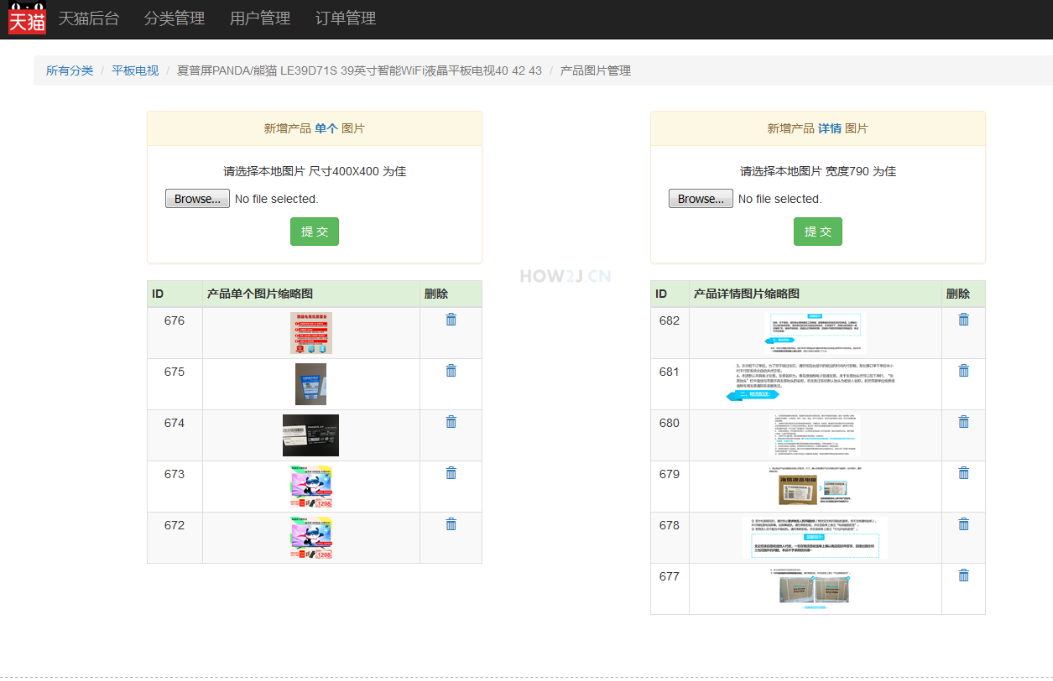 天猫 天猫后台 分类管理 用户管理 订单管理
所有分类 / 平板电视 / 夏普屏PANDA/熊猫 LE39D71S 39英寸智能WiFi液晶平板电视40 42 43 / 产品图片管理
新增产品 单个 图片
请选择本地图片 尺寸400X400 为佳
Browse... No file selected.
提交
ID 产品单个图片缩略图 删除
676
675
674
673
672
新增产品 详情 图片
请选择本地图片 宽度790 为佳
Browse... No file selected.
提交
HOW2J.CN
ID 产品详情图片缩略图 删除
682
681
680
679
678
677